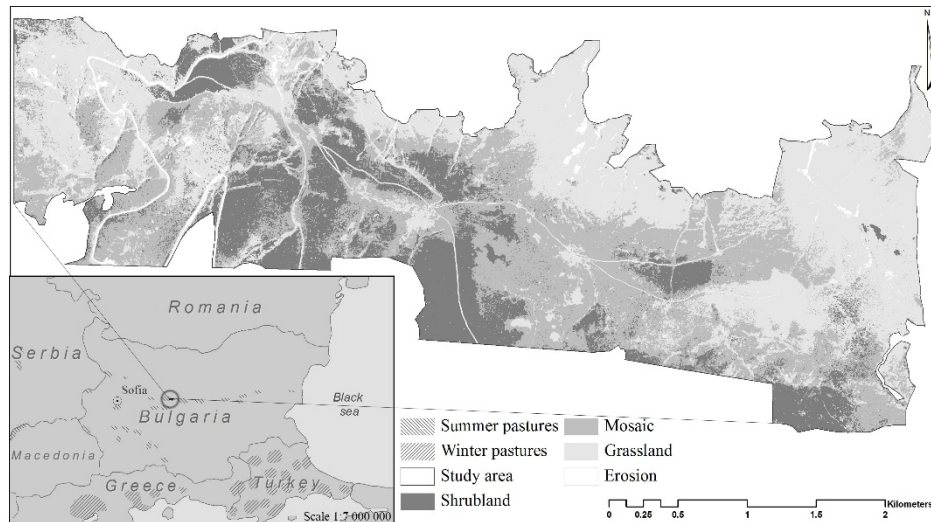 N
Romania
Serbia
Sofia
Bulgaria
Black
sea
Macedonia
Greece
Turkey
Scale 1:7 000 000
Summer pastures
Winter pastures
Study area
Shrubland
Mosaic
Grassland
Erosion
Kilometers
0 0.25 0.5 1 1.5 2